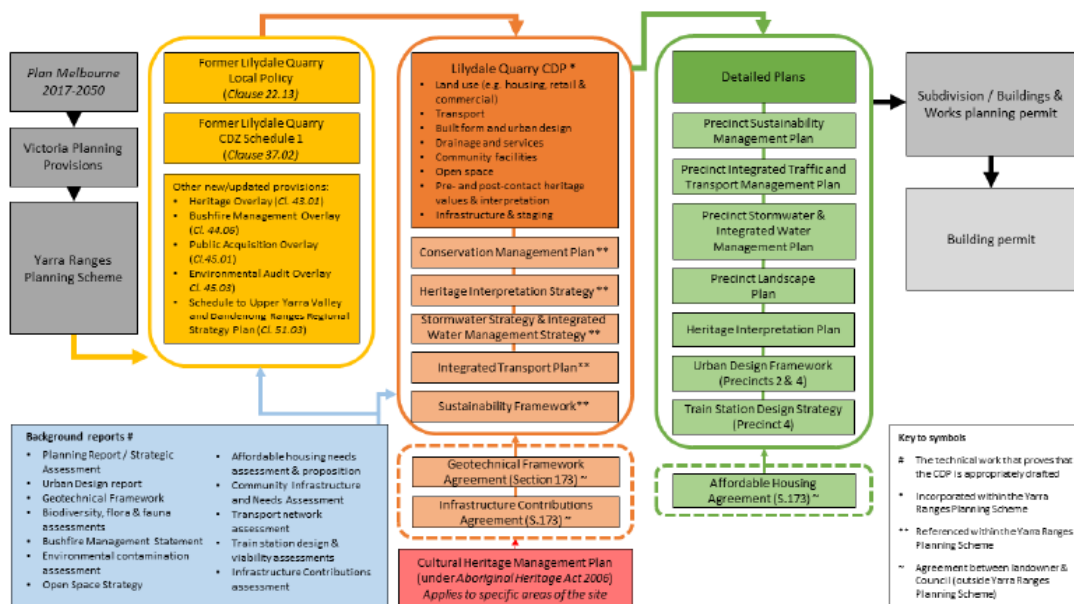 Plan Melbourne
2017-2050
Victoria Planning
Provisions
Yarra Ranges
Planning Scheme
Former Lilydale Quarry
Local Policy
(Clause 22.13)
Former Lilydale Quarry
CDZ Schedule 1
(Clause 37.02)
Other new/updated provisions:
• Heritage Overlay (Cl. 43.01)
• Bushfire Management Overlay
(Cl. 44.06)
• Public Acquisition Overlay
(Cl.45.01)
• Environmental Audit Overlay
(Cl. 45.03)
• Schedule to Upper Yarra Valley
and Dandenong Ranges Regional
Strategy Plan (Cl. 51.03)
Lilydale Quarry CDP *
• Land use (e.g. housing, retail &
commercial)
• Transport
• Built form and urban design
• Drainage and services
• Community facilities
• Open space
• Pre- and post-contact heritage
values & interpretation
• Infrastructure & staging
Conservation Management Plan **
Heritage Interpretation Strategy **
Stormwater Strategy & Integrated
Water Management Strategy **
Integrated Transport Plan**
Sustainability Framework**
Geotechnical Framework
Agreement (Section 173) ~
Infrastructure Contributions
Agreement (S.173) ~
Cultural Heritage Management Plan
(under Aboriginal Heritage Act 2006)
Applies to specific areas of the site
Detailed Plans
Precinct Sustainability
Management Plan
Precinct Integrated Traffic and
Transport Management Plan
Precinct Stormwater &
Integrated Water
Management Plan
Precinct Landscape
Plan
Heritage Interpretation Plan
Urban Design Framework
(Precincts 2 & 4)
Train Station Design Strategy
(Precinct 4)
Affordable Housing
Agreement (S.173) ~
Subdivision / Buildings &
Works planning permit
Building permit
Background reports #
• Planning Report / Strategic
Assessment
• Urban Design report
• Geotechnical Framework
• Biodiversity, flora & fauna
assessments
• Bushfire Management Statement
• Environmental contamination
assessment
• Open Space Strategy
• Affordable housing needs
assessment & proposition
• Community Infrastructure
and Needs Assessment
• Transport network
assessment
• Train station design &
viability assessments
• Infrastructure Contributions
assessment
Key to symbols
# The technical work that proves that
the CDP is appropriately drafted
* Incorporated within the Yarra
Ranges Planning Scheme
** Referenced within the Yarra Ranges
Planning Scheme
~ Agreement between landowner &
Council (outside Yarra Ranges
Planning Scheme)